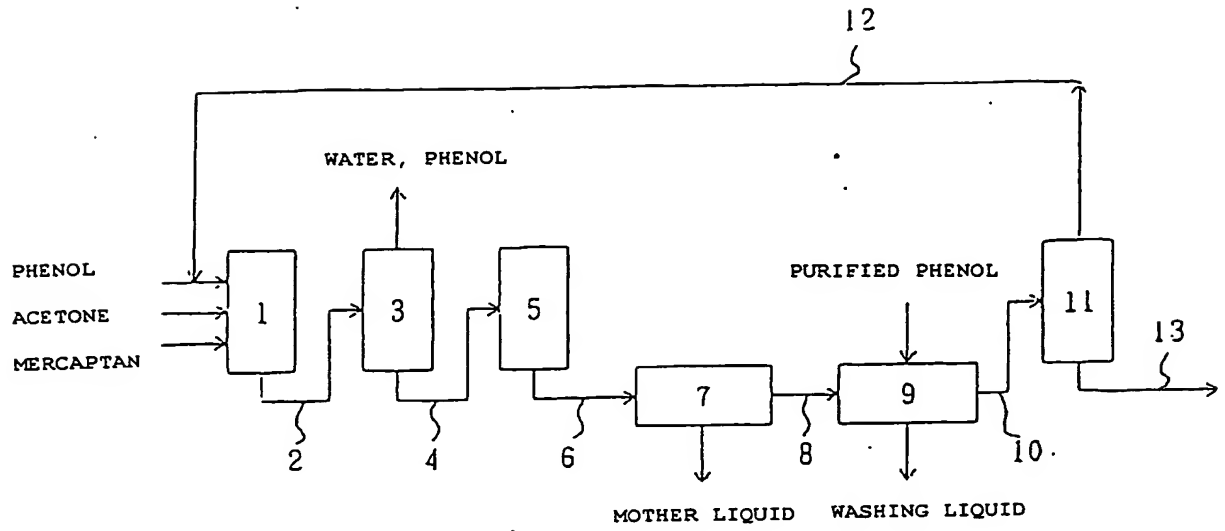 12
WATER, PHENOL
PHENOL
ACETONE
MERCAPTAN
1
3
5
PURIFIED PHENOL
11
13
7
9
2
4
6
8
10
MOTHER LIQUID
WASHING LIQUID